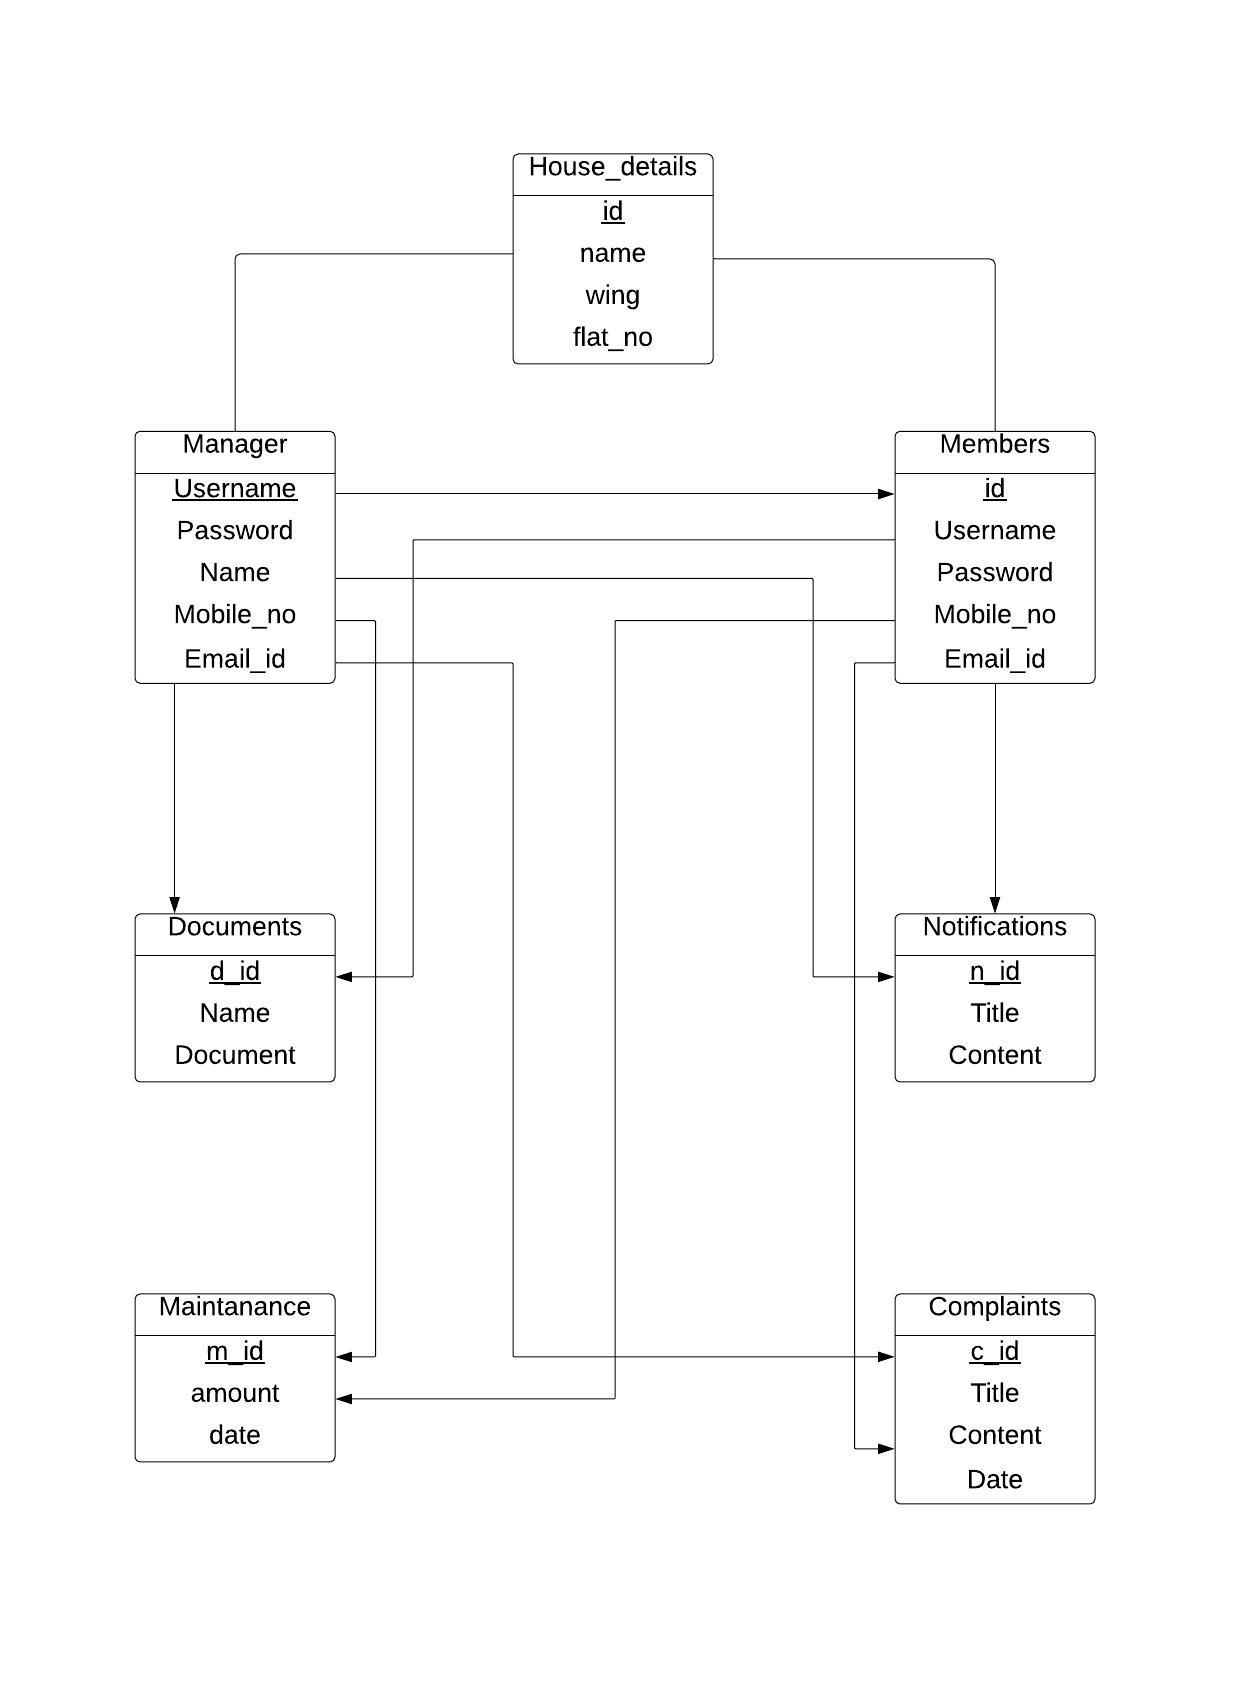 House_details
id
name
wing
flat_no
Manager
Username
Password
Name
Mobile_no
Email_id
Members
id
Username
Password
Mobile_no
Email_id
Documents
d_id
Name
Document
Notifications
n_id
Title
Content
Maintanance
m_id
amount
date
Complaints
c_id
Title
Content
Date